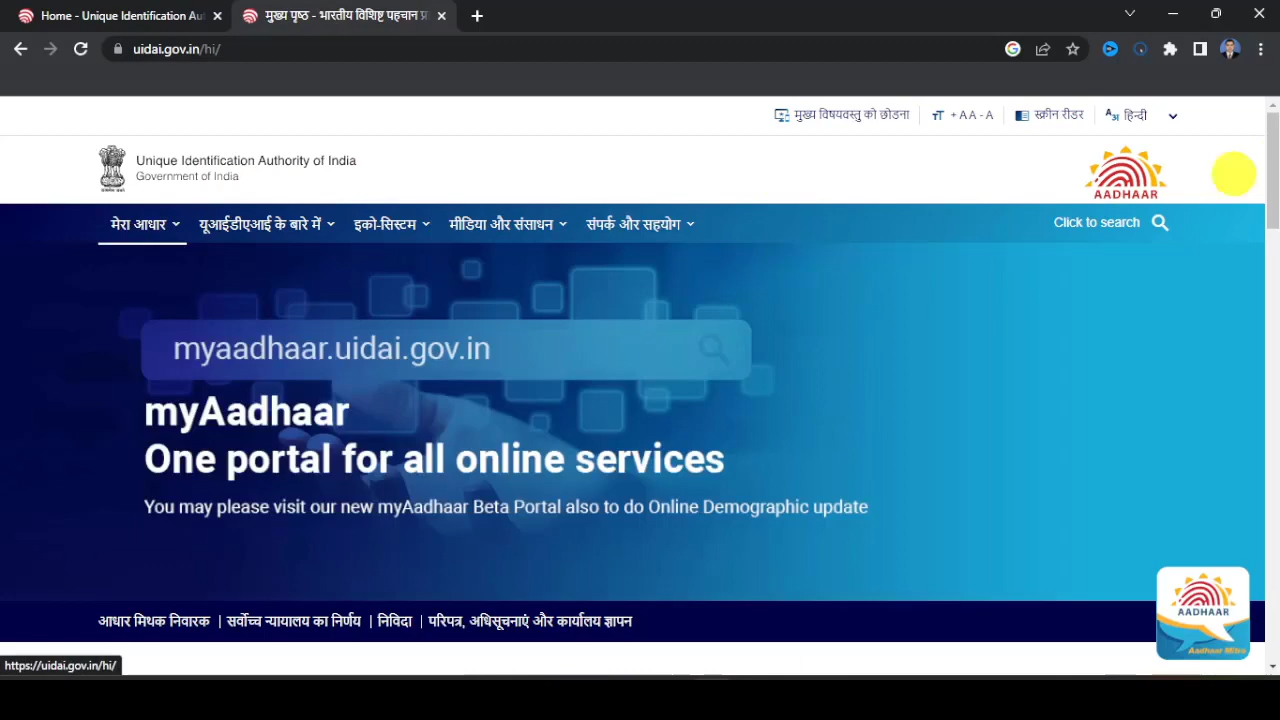 Home - Unique Identification Au
मुख्य पृष्ठ - भारतीय विशिष्ट पहचान प्र
uidai.gov.in/hi/
मुख्य विषयवस्तु को छोडना
+ A A - A
स्क्रीन रीडर
हिन्दी
Unique Identification Authority of India
Government of India
AADHAAR
मेरा आधार
यूआईडीएआई के बारे में
इको-सिस्टम
मीडिया और संसाधन
संपर्क और सहयोग
Click to search
myaadhaar.uidai.gov.in
myAadhaar
One portal for all online services
You may please visit our new myAadhaar Beta Portal also to do Online Demographic update
AADHAAR
Aadhaar Mitra
आधार मिथक निवारक | सर्वोच्च न्यायालय का निर्णय | निविदा | परिपत्र, अधिसूचनाएं और कार्यालय ज्ञापन
https://uidai.gov.in/hi/